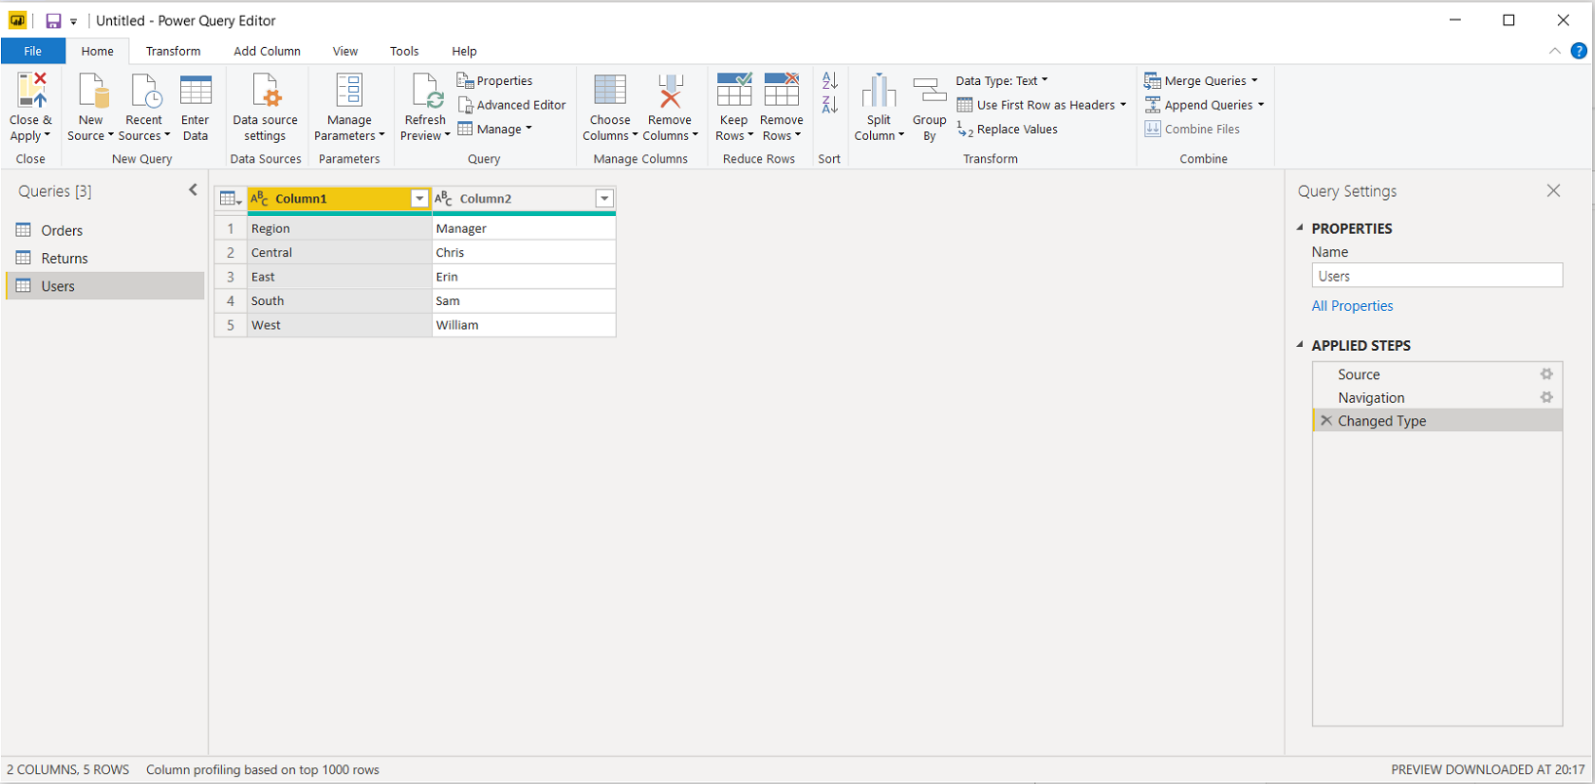 Untitled - Power Query Editor
File Home Transform Add Column View Tools Help
Close & Apply
New Source
Recent Sources
Enter Data
Data source settings
Manage Parameters
Refresh Preview
Properties
Advanced Editor
Manage
Choose Columns
Remove Columns
Keep Rows
Remove Rows
Split Column
Group By
Data Type: Text
Use First Row as Headers
Replace Values
Merge Queries
Append Queries
Combine Files
Close New Query Data Sources Parameters Query Manage Columns Reduce Rows Sort Transform Combine
Queries [3]
Orders
Returns
Users
Column1 Column2
1 Region Manager
2 Central Chris
3 East Erin
4 South Sam
5 West William
Query Settings
PROPERTIES
Name
Users
All Properties
APPLIED STEPS
Source
Navigation
Changed Type
2 COLUMNS, 5 ROWS Column profiling based on top 1000 rows PREVIEW DOWNLOADED AT 20:17